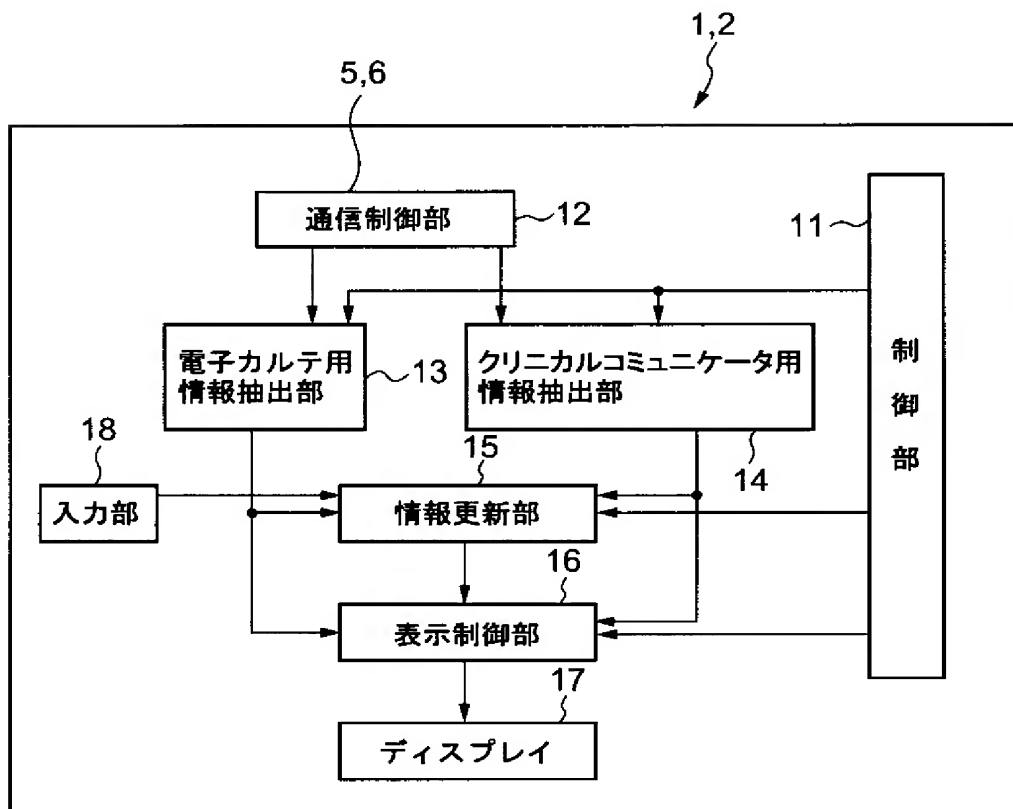 1,2
5,6
通信制御部
12
11
制御部
電子カルテ用
情報抽出部
13
クリニカルコミュニケータ用
情報抽出部
14
18
入力部
15
情報更新部
16
表示制御部
17
ディスプレイ